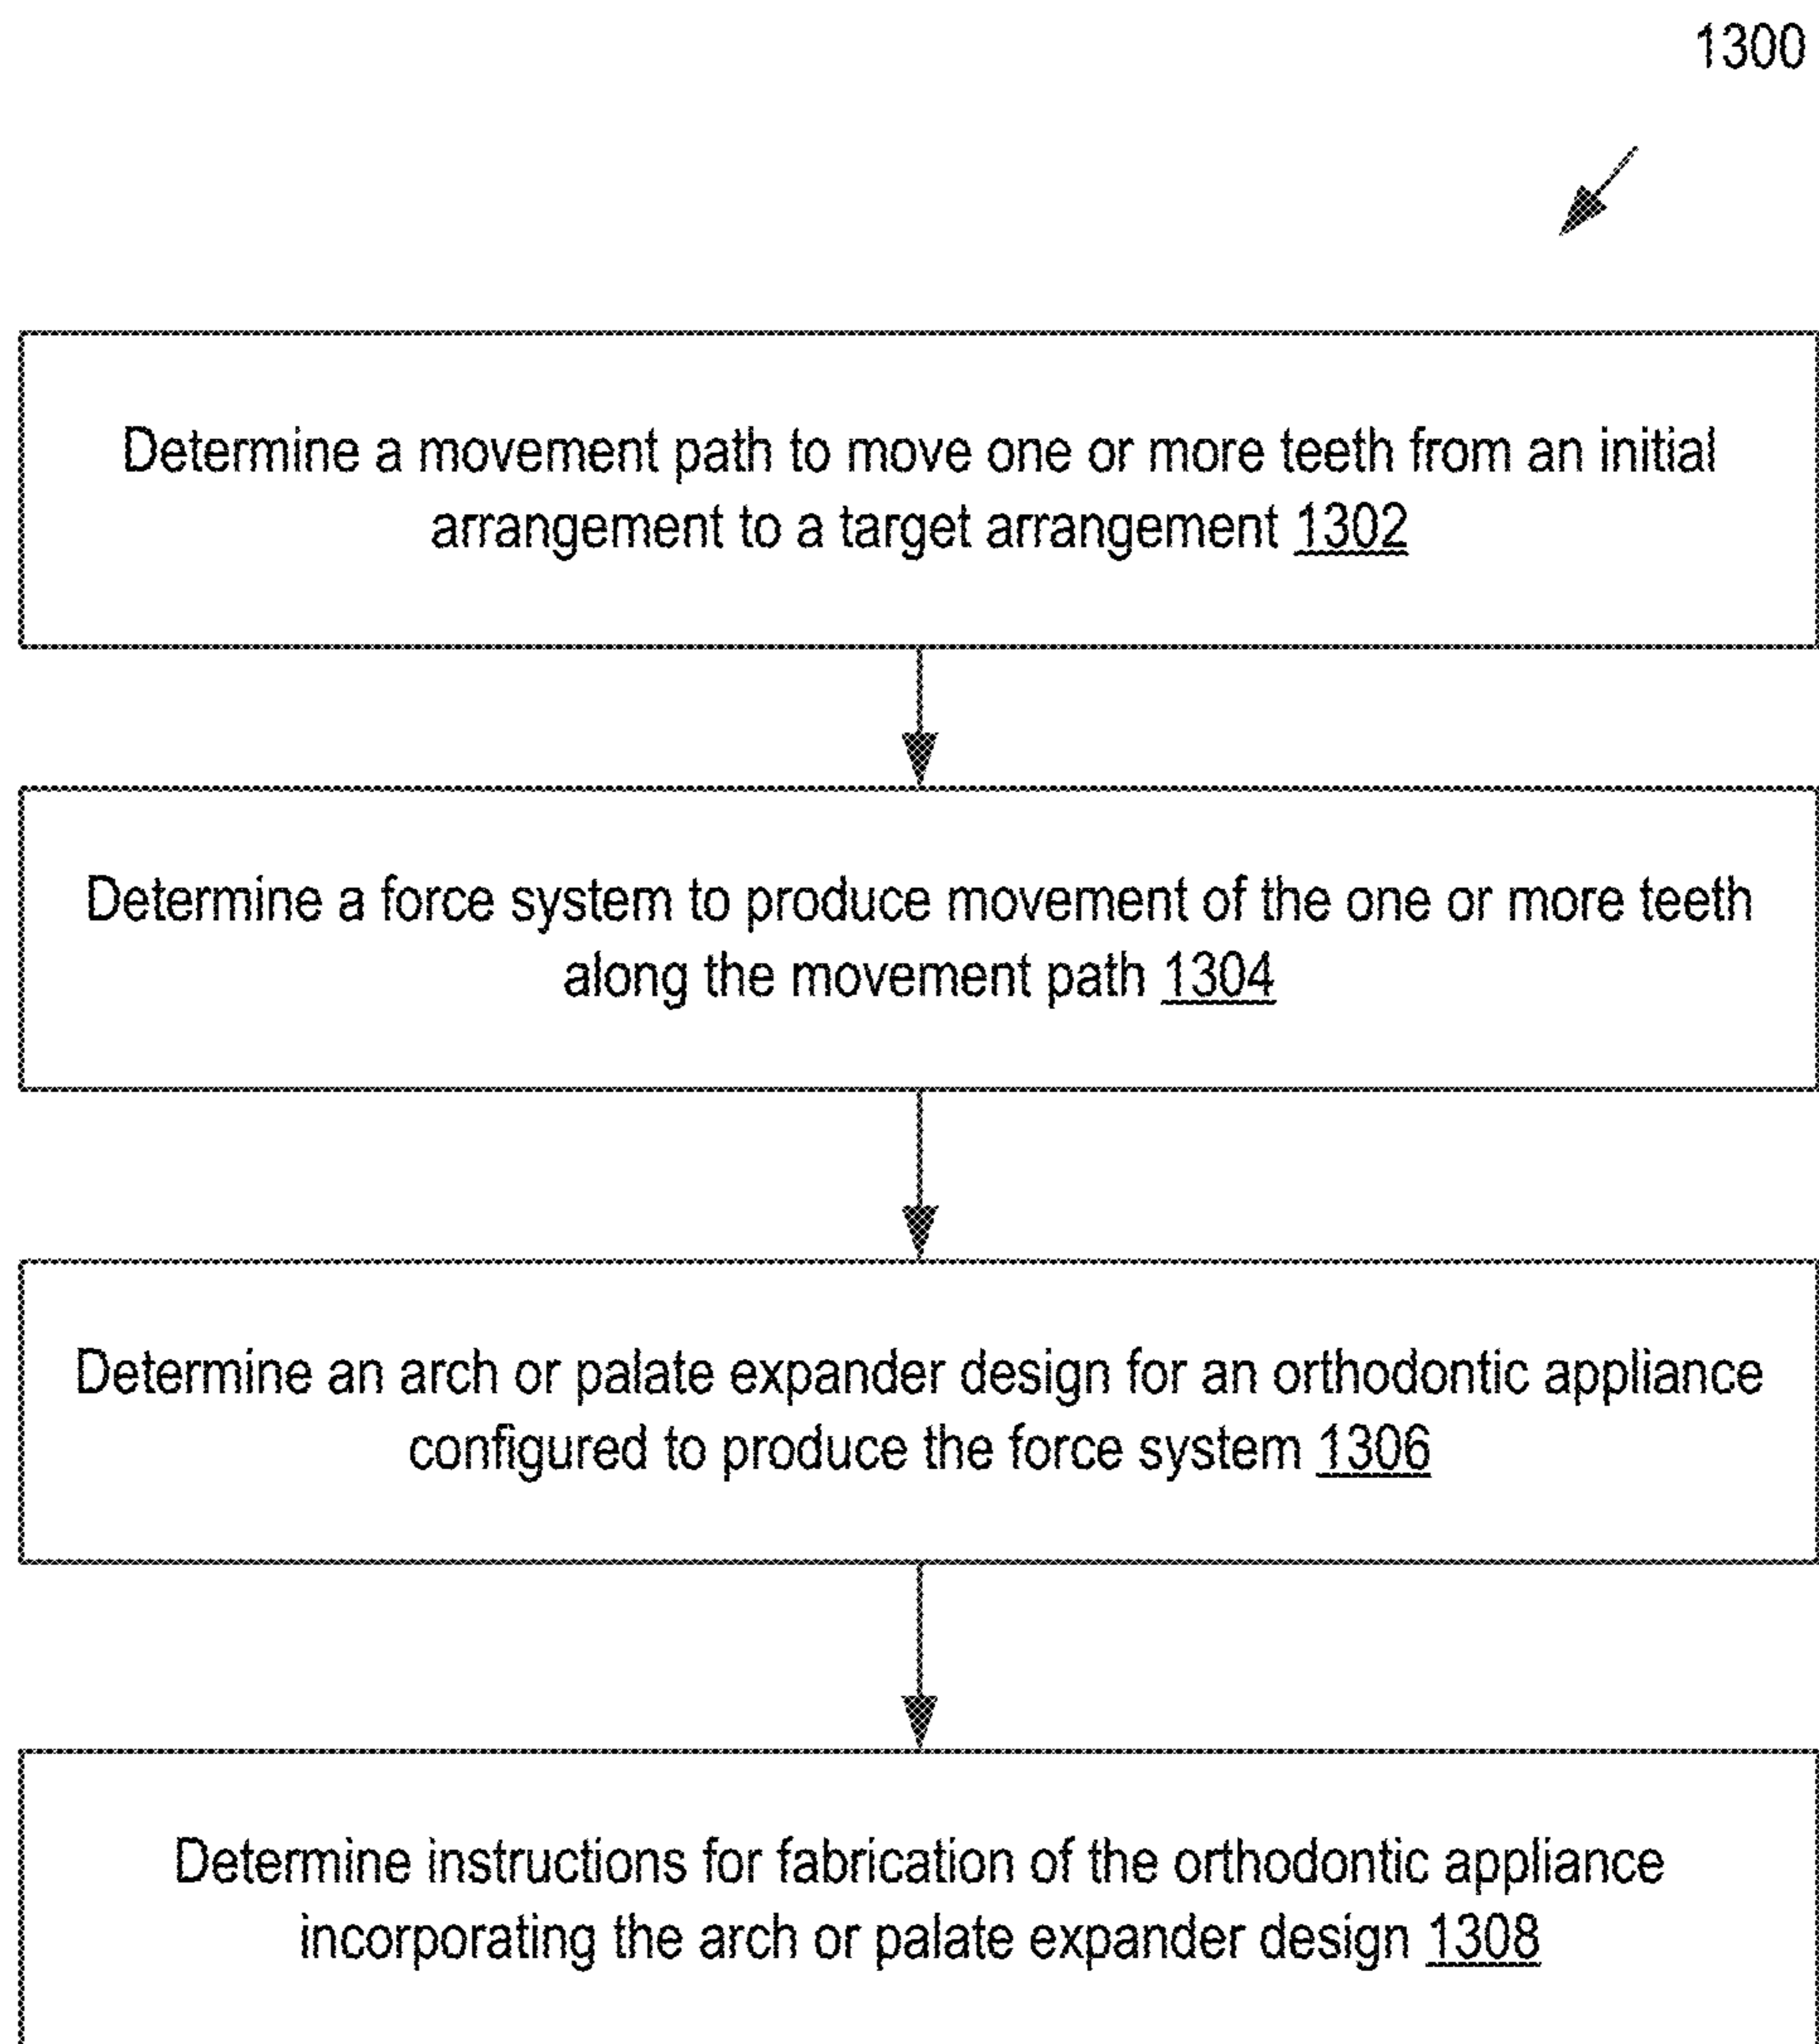 1300
Determine a movement path to move one or more teeth from an initial
arrangement to a target arrangement 1302
Determine a force system to produce movement of the one or more teeth
along the movement path 1304
Determine an arch or palate expander design for an orthodontic appliance
configured to produce the force system 1306
Determine instructions for fabrication of the orthodontic appliance
incorporating the arch or palate expander design 1308